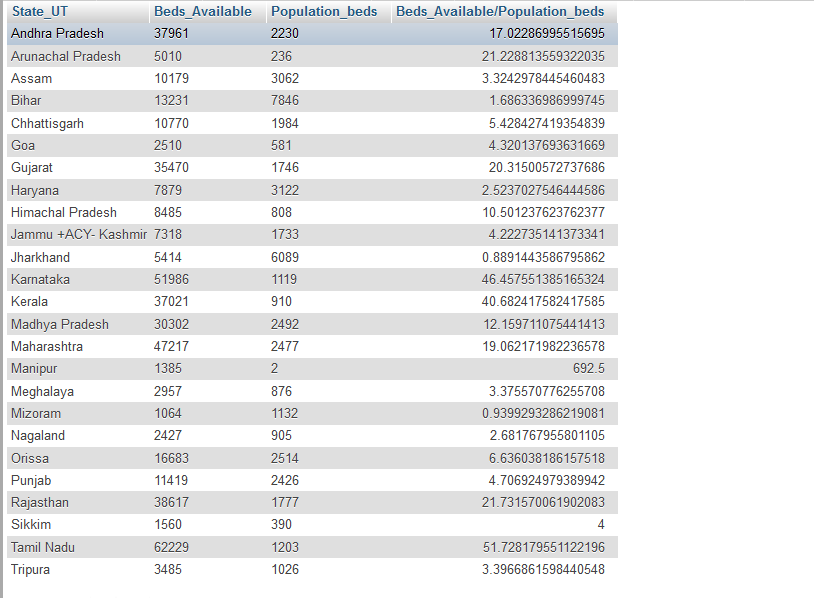 State_UT Beds_Available Population_beds Beds_Available/Population_beds
Andhra Pradesh 37961 2230 17.02286995515695
Arunachal Pradesh 5010 236 21.228813559322035
Assam 10179 3062 3.3242978445460483
Bihar 13231 7846 1.686336986999745
Chhattisgarh 10770 1984 5.428427419354839
Goa 2510 581 4.320137693631669
Gujarat 35470 1746 20.31500572737686
Haryana 7879 3122 2.5237027546444586
Himachal Pradesh 8485 808 10.501237623762377
Jammu +ACY- Kashmir 7318 1733 4.222735141373341
Jharkhand 5414 6089 0.8891443586795862
Karnataka 51986 1119 46.457551385165324
Kerala 37021 910 40.682417582417585
Madhya Pradesh 30302 2492 12.159711075441413
Maharashtra 47217 2477 19.062171982236578
Manipur 1385 2 692.5
Meghalaya 2957 876 3.375570776255708
Mizoram 1064 1132 0.9399293286219081
Nagaland 2427 905 2.681767955801105
Orissa 16683 2514 6.636038186157518
Punjab 11419 2426 4.706924979389942
Rajasthan 38617 1777 21.731570061902083
Sikkim 1560 390 4
Tamil Nadu 62229 1203 51.728179551122196
Tripura 3485 1026 3.3966861598440548